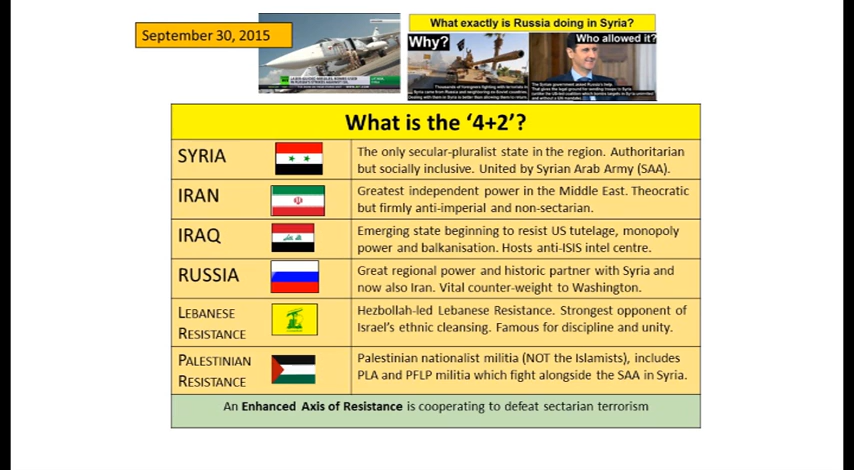 September 30, 2015
What exactly is Russia doing in Syria?
Why?
Who allowed it?
What is the ‘4+2’?
SYRIA
The only secular-pluralist state in the region. Authoritarian
but socially inclusive. United by Syrian Arab Army (SAA).
IRAN
Greatest independent power in the Middle East. Theocratic
but firmly anti-imperial and non-sectarian.
IRAQ
Emerging state beginning to resist US tutelage, monopoly
power and balkanisation. Hosts anti-ISIS intel centre.
RUSSIA
Great regional power and historic partner with Syria and
now also Iran. Vital counter-weight to Washington.
LEBANESE
RESISTANCE
Hezbollah-led Lebanese Resistance. Strongest opponent of
Israel’s ethnic cleansing. Famous for discipline and unity.
PALESTINIAN
RESISTANCE
Palestinian nationalist militia (NOT the Islamists), includes
PLA and PFLP militia which fight alongside the SAA in Syria.
An Enhanced Axis of Resistance is cooperating to defeat sectarian terrorism